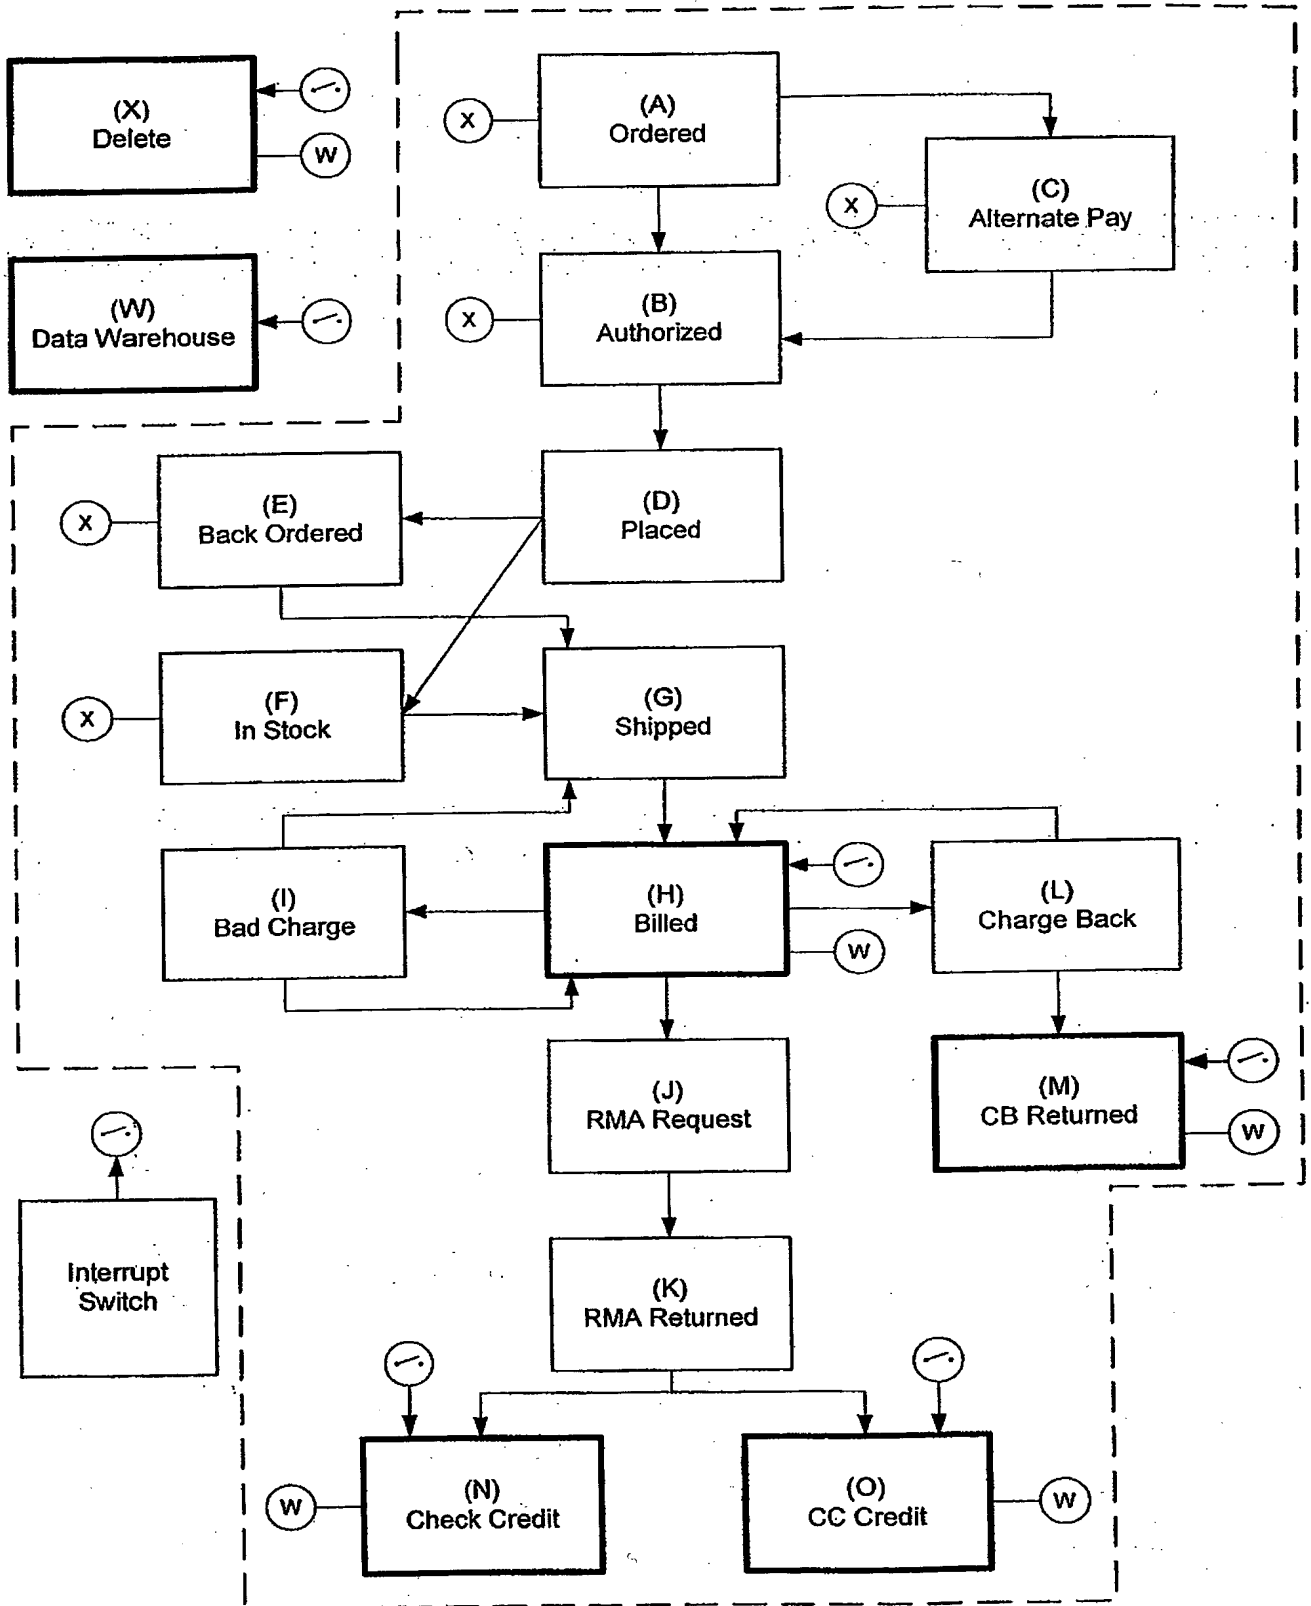 (X)
Delete
W
(W)
Data Warehouse
X
(A)
Ordered
X
(C)
Alternate Pay
X
(B)
Authorized
X
(E)
Back Ordered
(D)
Placed
X
(F)
In Stock
(G)
Shipped
(I)
Bad Charge
(H)
Billed
W
(L)
Charge Back
(J)
RMA Request
(M)
CB Returned
W
Interrupt
Switch
(K)
RMA Returned
W
(N)
Check Credit
(O)
CC Credit
W